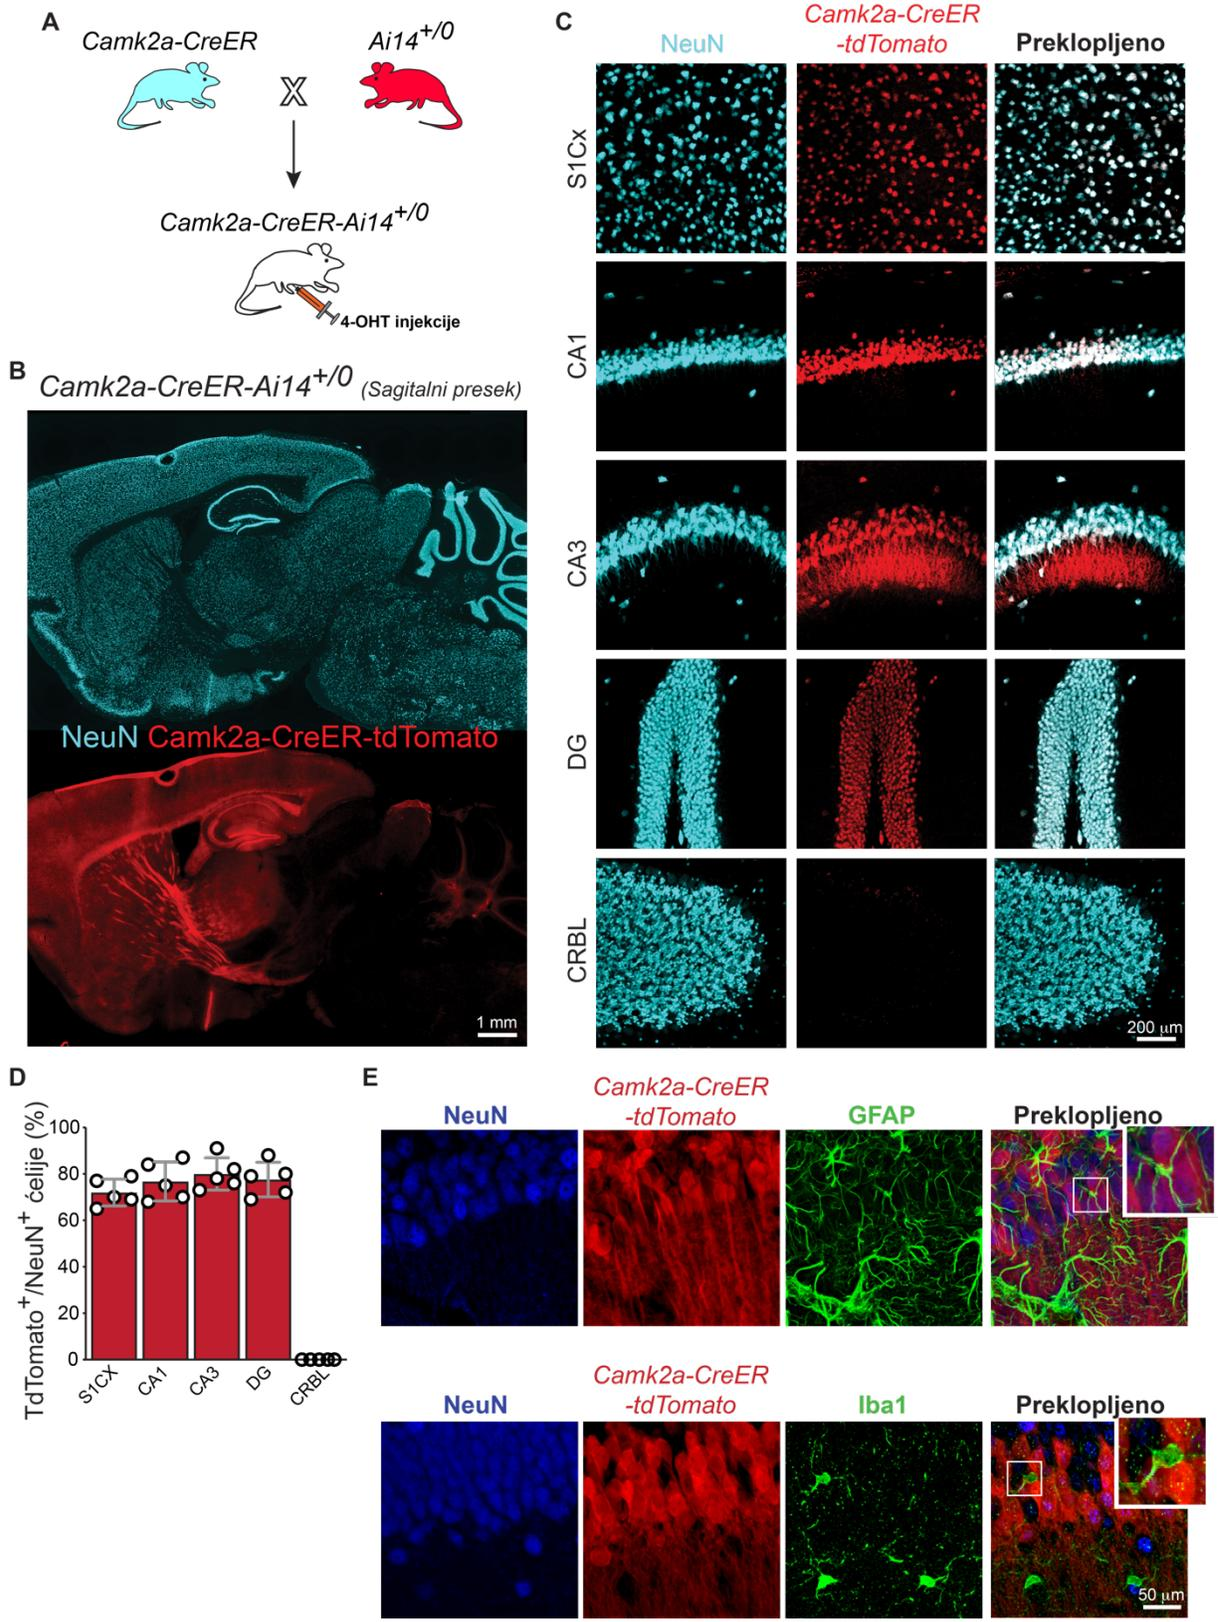 A
Camk2a-CreER
Ai14+/0
X
Camk2a-CreER-Ai14+/0
4-OHT injekcije
B
Camk2a-CreER-Ai14+/0 (Sagitalni presek)
NeuN Camk2a-CreER-tdTomato
1 mm
C
NeuN
Camk2a-CreER
-tdTomato
Preklopljeno
S1Cx
CA1
CA3
DG
CRBL
200 µm
D
TdTomato+/NeuN+ ćelije (%)
100
80
60
40
20
0
S1CX
CA1
CA3
DG
CRBL
E
NeuN
Camk2a-CreER
-tdTomato
GFAP
Preklopljeno
NeuN
Camk2a-CreER
-tdTomato
Iba1
Preklopljeno
50 µm